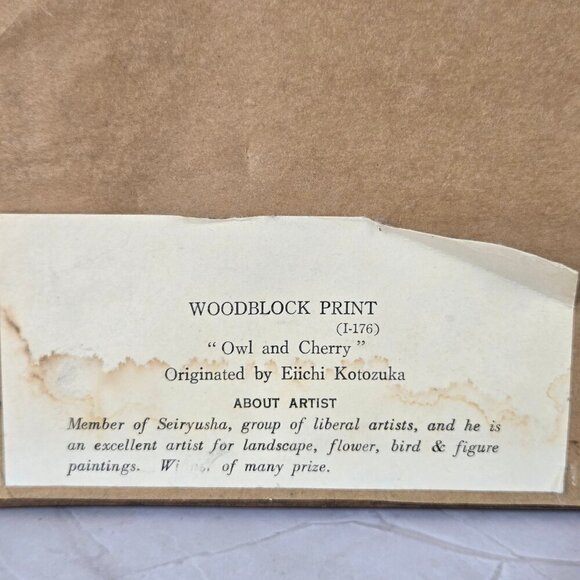 WOODBLOCK PRINT
(I-176)
"Owl and Cherry"
Originated by Eiichi Kotozuka
ABOUT ARTIST
Member of Seiryusha, group of liberal artists, and he is
an excellent artist for landscape, flower, bird & figure
paintings. of many prize.